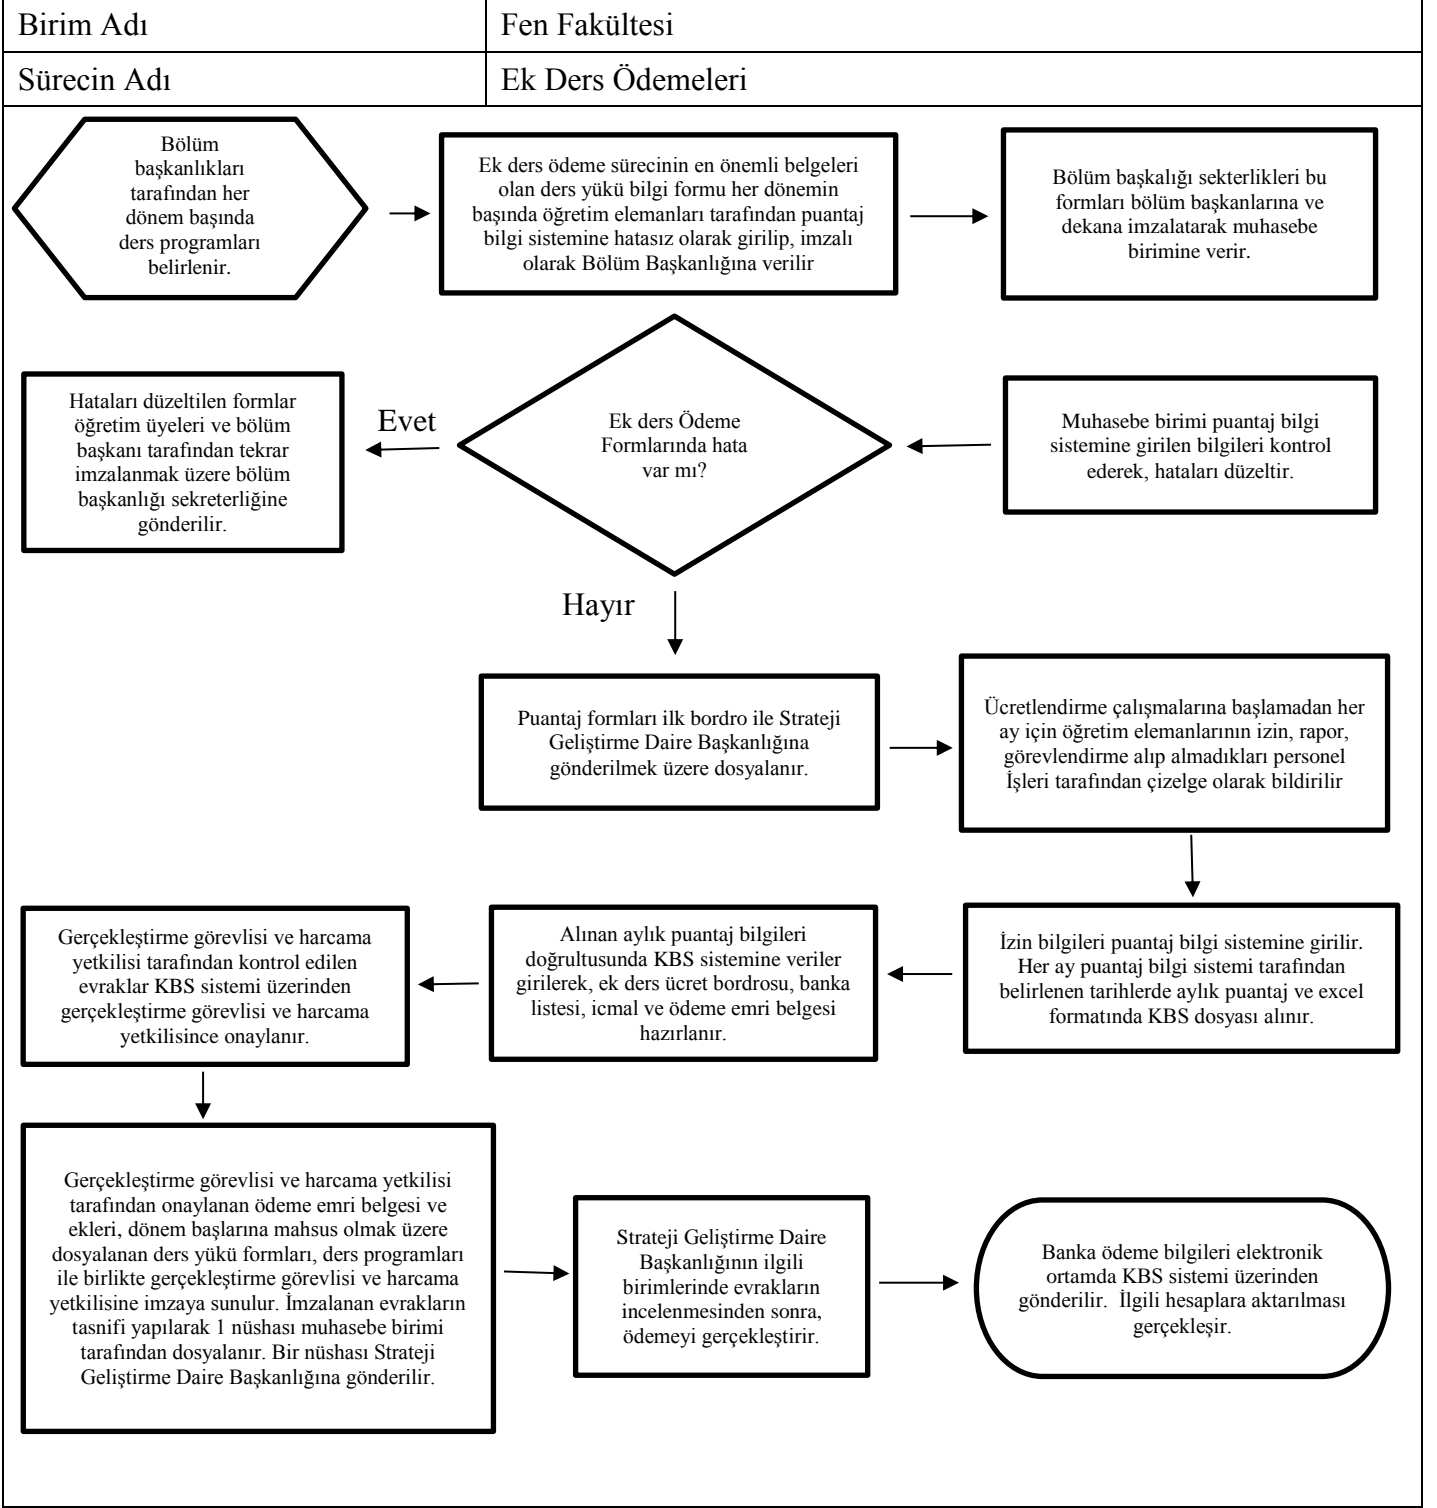 Birim Adı
Fen Fakültesi
Sürecin Adı
Ek Ders Ödemeleri
Bölüm
başkanlıkları
tarafından her
dönem başında
ders programları
belirlenir.
Ek ders ödeme sürecinin en önemli belgeleri
olan ders yükü bilgi formu her dönemin
başında öğretim elemanları tarafından puantaj
bilgi sistemine hatasız olarak girilip, imzalı
olarak Bölüm Başkanlığına verilir
Bölüm başkalığı sekterlikleri bu
formları bölüm başkanlarına ve
dekana imzalatarak muhasebe
birimine verir.
Muhasebe birimi puantaj bilgi
sistemine girilen bilgileri kontrol
ederek, hataları düzeltir.
Ek ders Ödeme
Formlarında hata
var mı?
Evet
Hataları düzeltilen formlar
öğretim üyeleri ve bölüm
başkanı tarafından tekrar
imzalanmak üzere bölüm
başkanlığı sekreterliğine
gönderilir.
Hayır
Puantaj formları ilk bordro ile Strateji
Geliştirme Daire Başkanlığına
gönderilmek üzere dosyalanır.
Ücretlendirme çalışmalarına başlamadan her
ay için öğretim elemanlarının izin, rapor,
görevlendirme alıp almadıkları personel
İşleri tarafından çizelge olarak bildirilir
İzin bilgileri puantaj bilgi sistemine girilir.
Her ay puantaj bilgi sistemi tarafından
belirlenen tarihlerde aylık puantaj ve excel
formatında KBS dosyası alınır.
Alınan aylık puantaj bilgileri
doğrultusunda KBS sistemine veriler
girilerek, ek ders ücret bordrosu, banka
listesi, icmal ve ödeme emri belgesi
hazırlanır.
Gerçekleştirme görevlisi ve harcama
yetkilisi tarafından kontrol edilen
evraklar KBS sistemi üzerinden
gerçekleştirme görevlisi ve harcama
yetkilisince onaylanır.
Gerçekleştirme görevlisi ve harcama yetkilisi
tarafından onaylanan ödeme emri belgesi ve
ekleri, dönem başlarına mahsus olmak üzere
dosyalanan ders yükü formları, ders programları
ile birlikte gerçekleştirme görevlisi ve harcama
yetkilisine imzaya sunulur. İmzalanan evrakların
tasnifi yapılarak 1 nüshası muhasebe birimi
tarafından dosyalanır. Bir nüshası Strateji
Geliştirme Daire Başkanlığına gönderilir.
Strateji Geliştirme Daire
Başkanlığının ilgili
birimlerinde evrakların
incelenmesinden sonra,
ödemeyi gerçekleştirir.
Banka ödeme bilgileri elektronik
ortamda KBS sistemi üzerinden
gönderilir. İlgili hesaplara aktarılması
gerçekleşir.